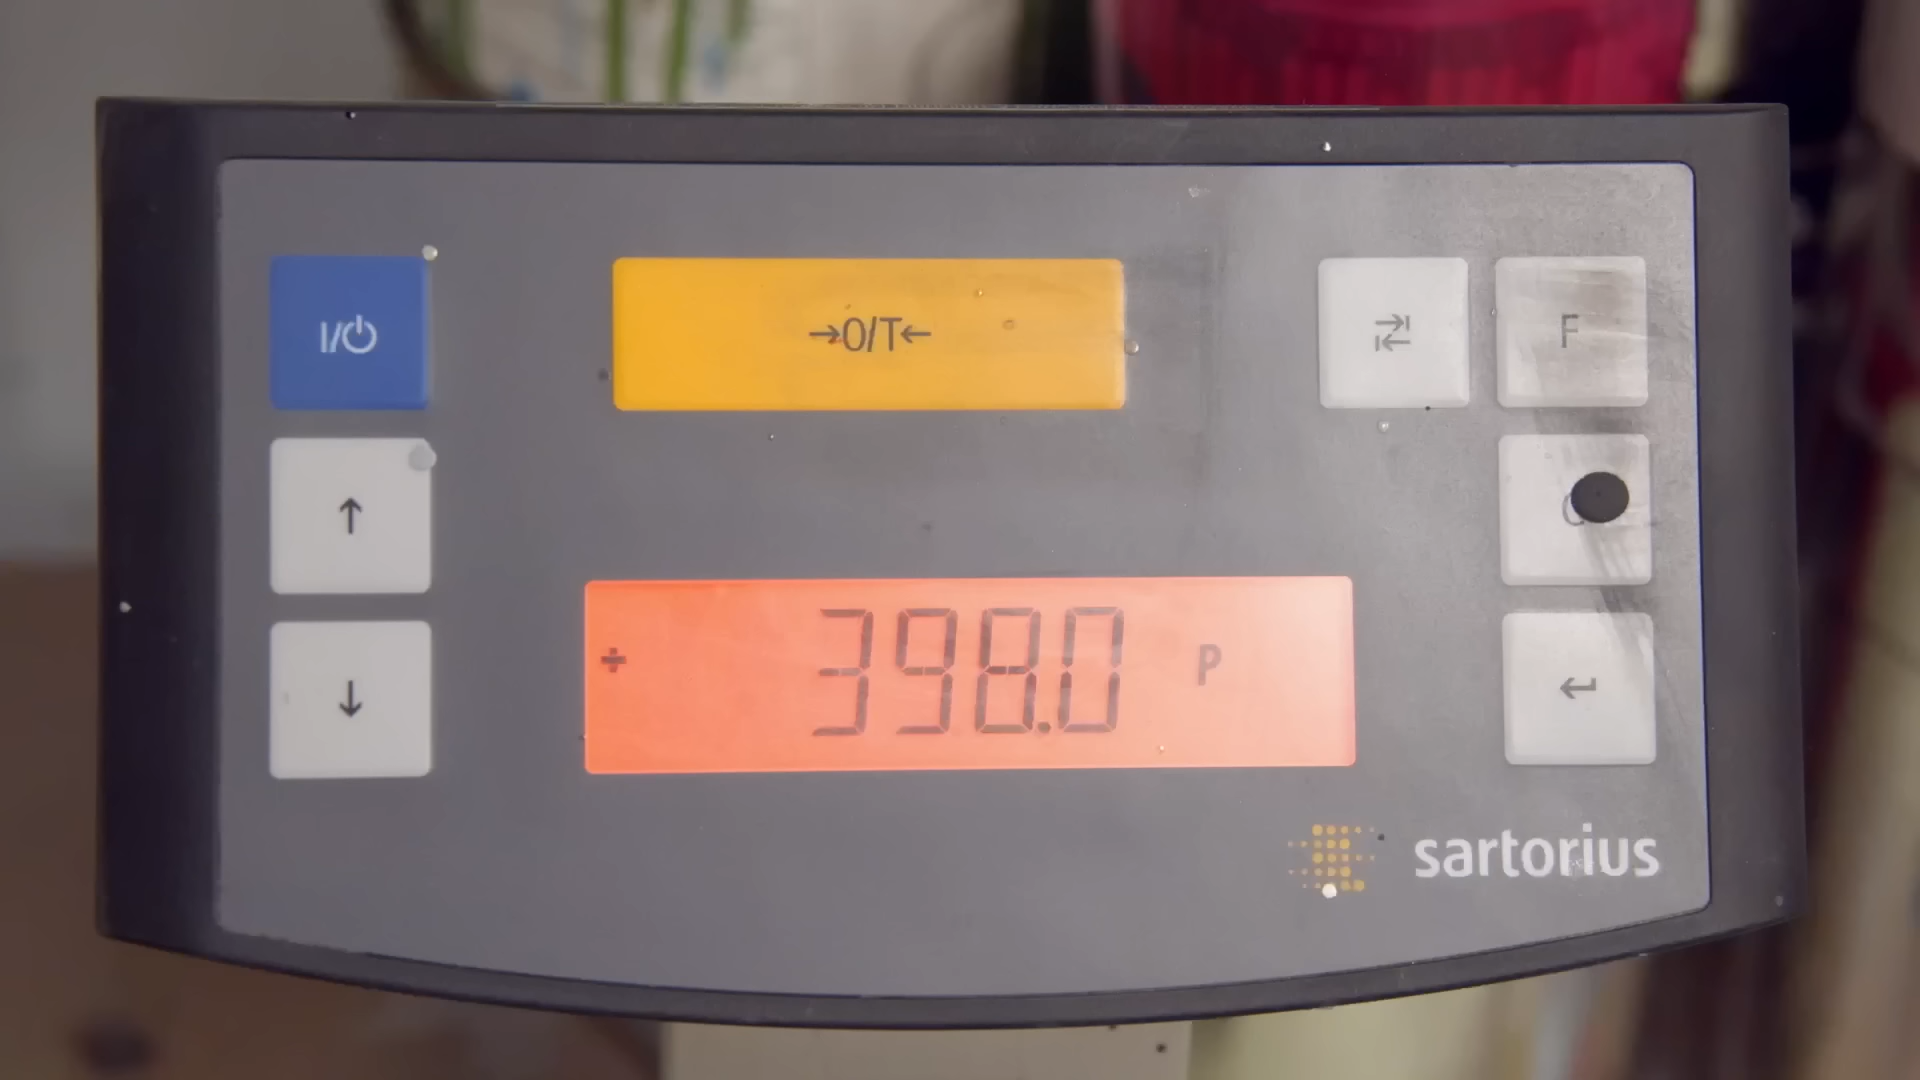 I/⏻
→0/T←
F
↑
C
+ 398.0 P
↓
sartorius